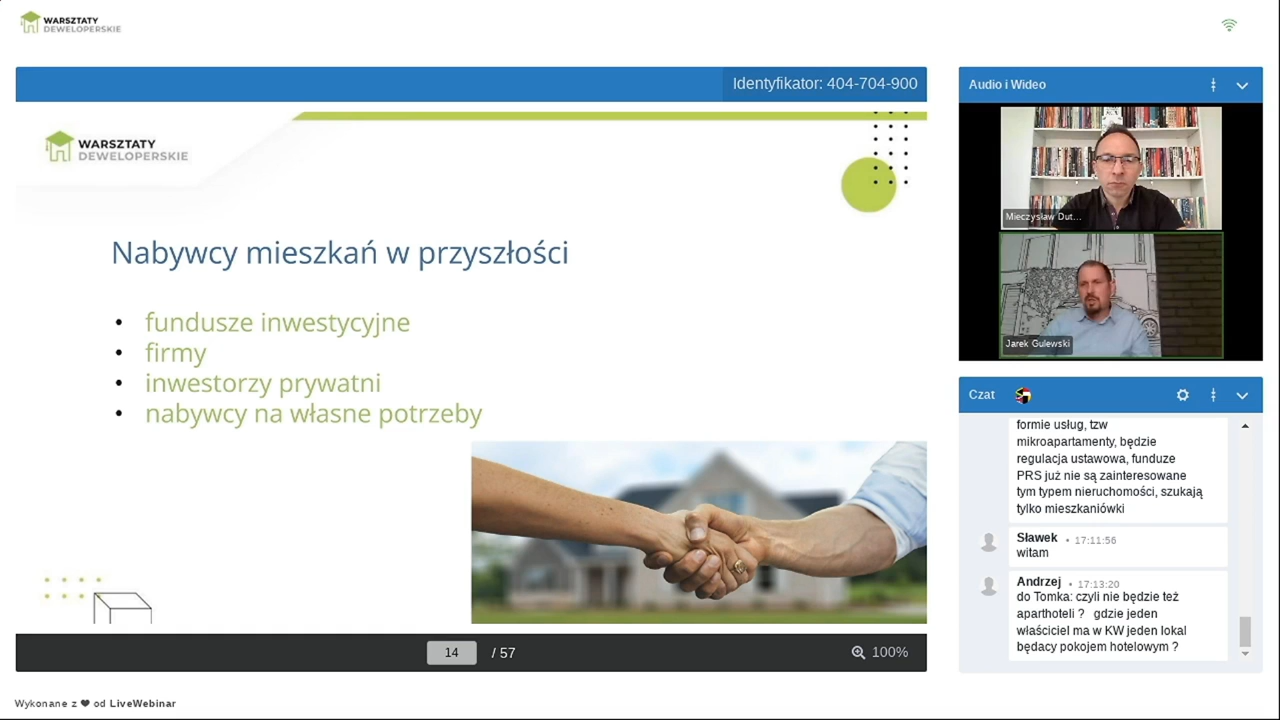 WARSZTATY
DEWELOPERSKIE
Identyfikator: 404-704-900
WARSZTATY
DEWELOPERSKIE
Nabywcy mieszkań w przyszłości
• fundusze inwestycyjne
• firmy
• inwestorzy prywatni
• nabywcy na własne potrzeby
14 / 57
100%
Wykonane z ❤ od LiveWebinar
Audio i Wideo
Mieczysław Dut...
Jarek Gulewski
Czat
formie usług, tzw
mikroapartamenty, będzie
regulacja ustawowa, funduze
PRS już nie są zainteresowane
tym typem nieruchomości, szukają
tylko mieszkaniówki
Sławek • 17:11:56
witam
Andrzej • 17:13:20
do Tomka: czyli nie będzie też
aparthoteli ? gdzie jeden
właściciel ma w KW jeden lokal
będacy pokojem hotelowym ?